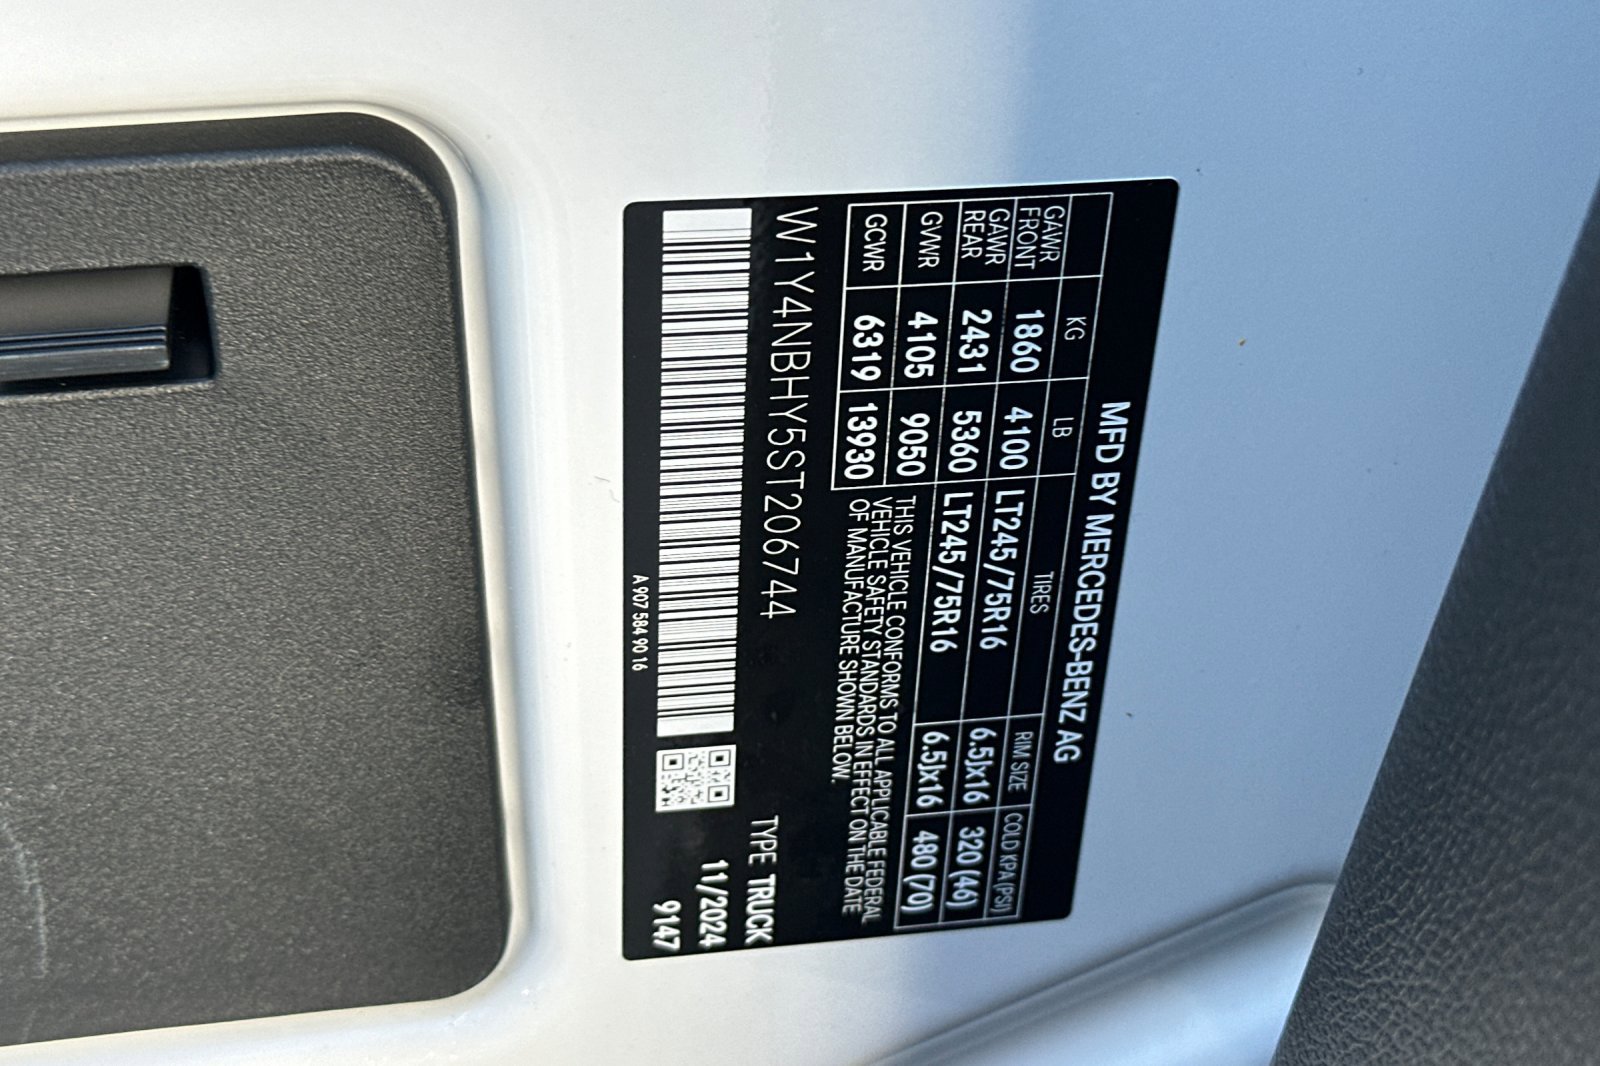 MFD BY MERCEDES-BENZ AG
KG LB TIRES RIM SIZE COLD KPA (PSI)
GAWR FRONT 1860 4100 LT245/75R16 6.5Jx16 320 (46)
GAWR REAR 2431 5360 LT245/75R16 6.5Jx16 480 (70)
GVWR 4105 9050
GCWR 6319 13930
THIS VEHICLE CONFORMS TO ALL APPLICABLE FEDERAL
VEHICLE SAFETY STANDARDS IN EFFECT ON THE DATE
OF MANUFACTURE SHOWN BELOW.
W1Y4NBHY5ST206744
TYPE TRUCK
11/2024
9147
A 907 584 90 16